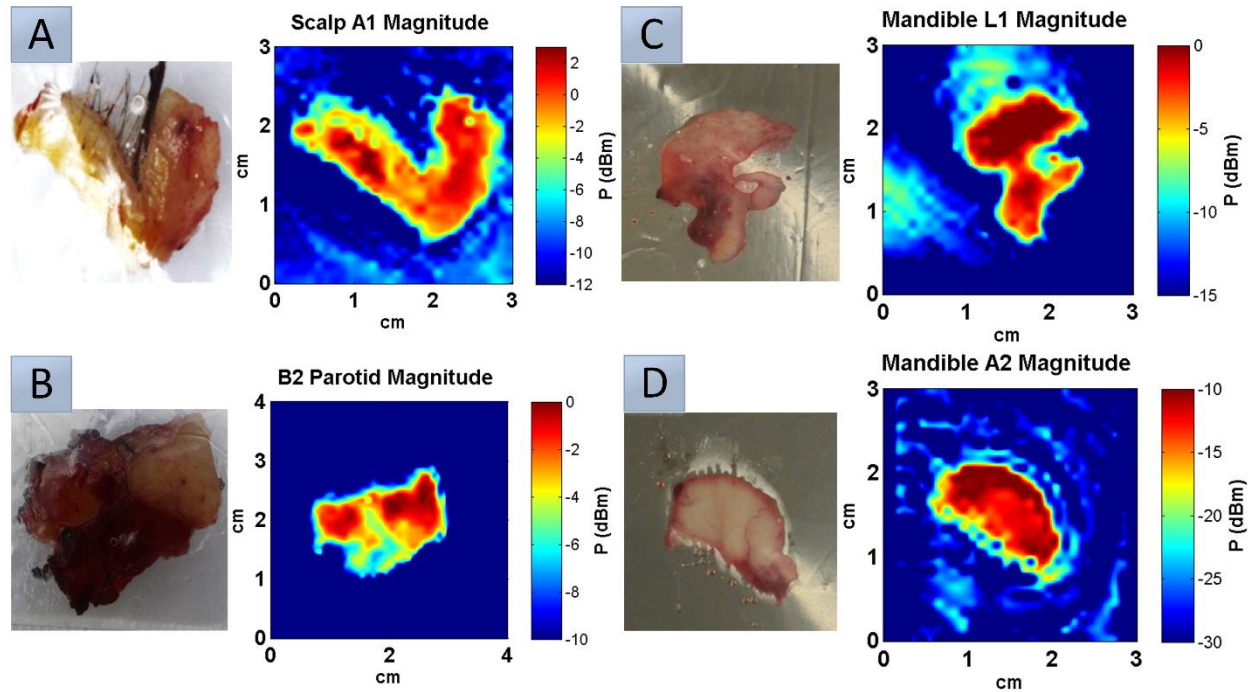 A
Scalp A1 Magnitude
3
2
1
0
cm
0
1
2
3
cm
2
0
-2
-4
-6
-8
-10
-12
P (dBm)
C
Mandible L1 Magnitude
3
2
1
0
cm
0
1
2
3
cm
0
-5
-10
-15
P (dBm)
B
B2 Parotid Magnitude
4
3
2
1
0
cm
0
2
4
cm
0
-2
-4
-6
-8
-10
P (dBm)
D
Mandible A2 Magnitude
3
2
1
0
cm
0
1
2
3
cm
-10
-15
-20
-25
-30
P (dBm)